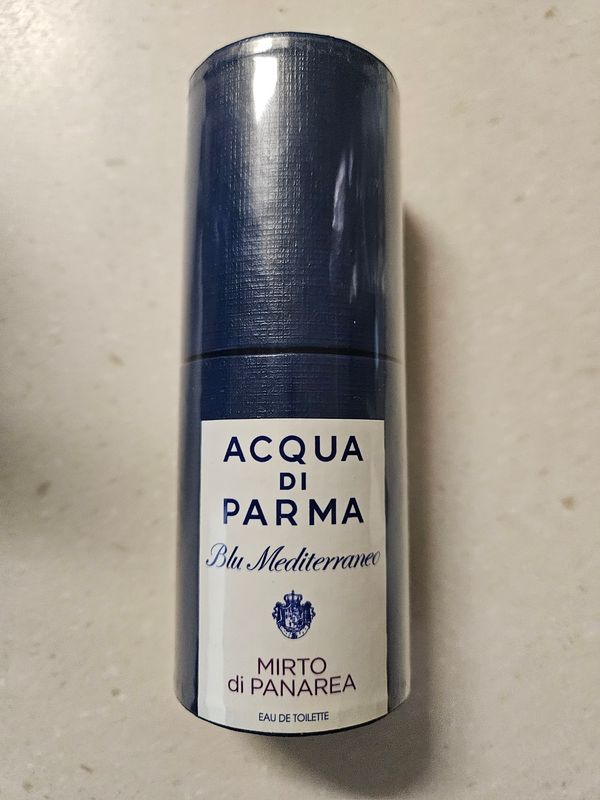 ACQUA
DI
PARMA
Blu Mediterraneo
MIRTO
di PANAREA
EAU DE TOILETTE